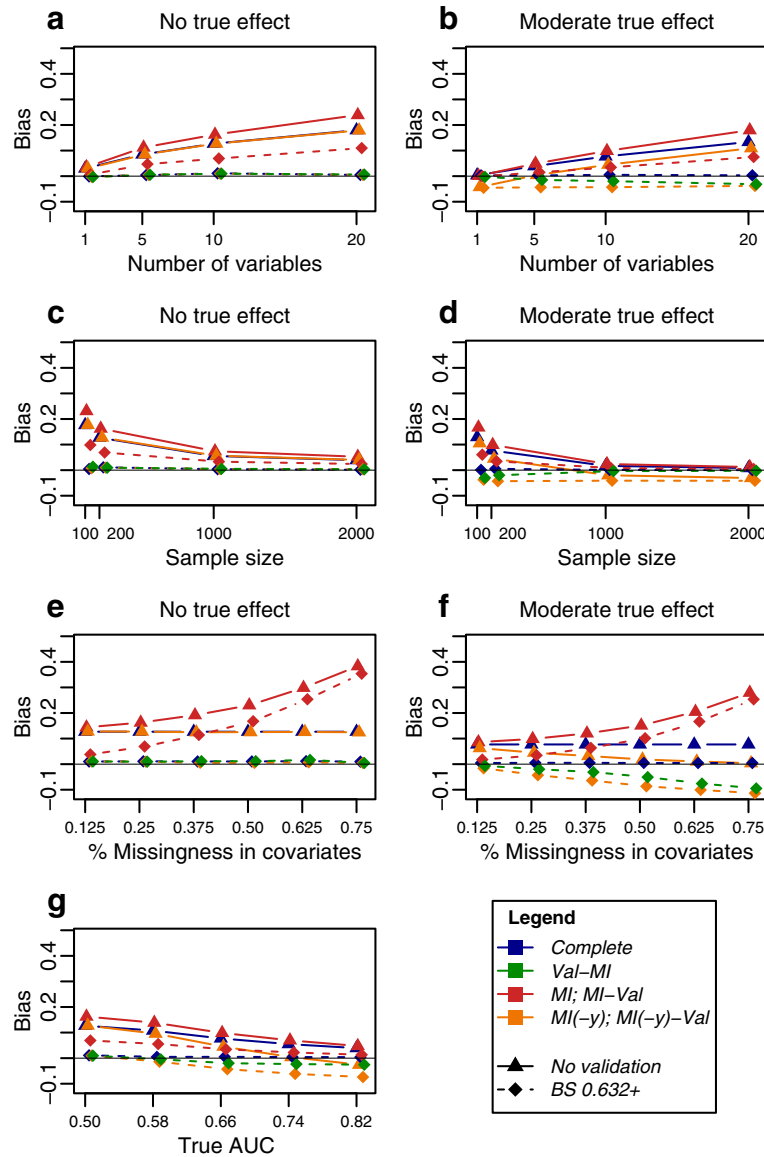 a
No true effect
Bias
−0.1
0.2
0.4
1
5
10
20
Number of variables
b
Moderate true effect
Bias
−0.1
0.2
0.4
1
5
10
20
Number of variables
c
No true effect
Bias
−0.1
0.2
0.4
100
200
1000
2000
Sample size
d
Moderate true effect
Bias
−0.1
0.2
0.4
100
200
1000
2000
Sample size
e
No true effect
Bias
−0.1
0.2
0.4
0.125
0.25
0.375
0.50
0.625
0.75
% Missingness in covariates
f
Moderate true effect
Bias
−0.1
0.2
0.4
0.125
0.25
0.375
0.50
0.625
0.75
% Missingness in covariates
g
Bias
−0.1
0.2
0.4
0.50
0.58
0.66
0.74
0.82
True AUC
Legend
Complete
Val−MI
MI; MI−Val
MI(−y); MI(−y)−Val
No validation
BS 0.632+